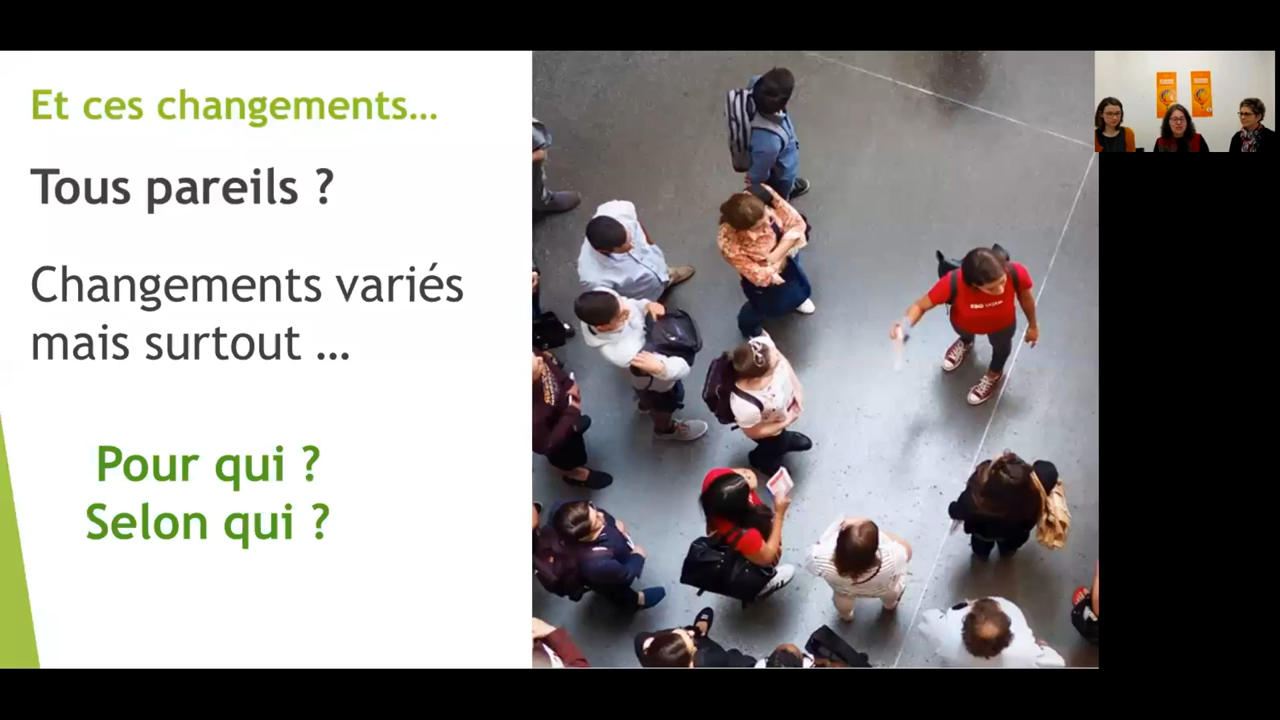 Et ces changements...
Tous pareils ?
Changements variés
mais surtout ...
Pour qui ?
Selon qui ?